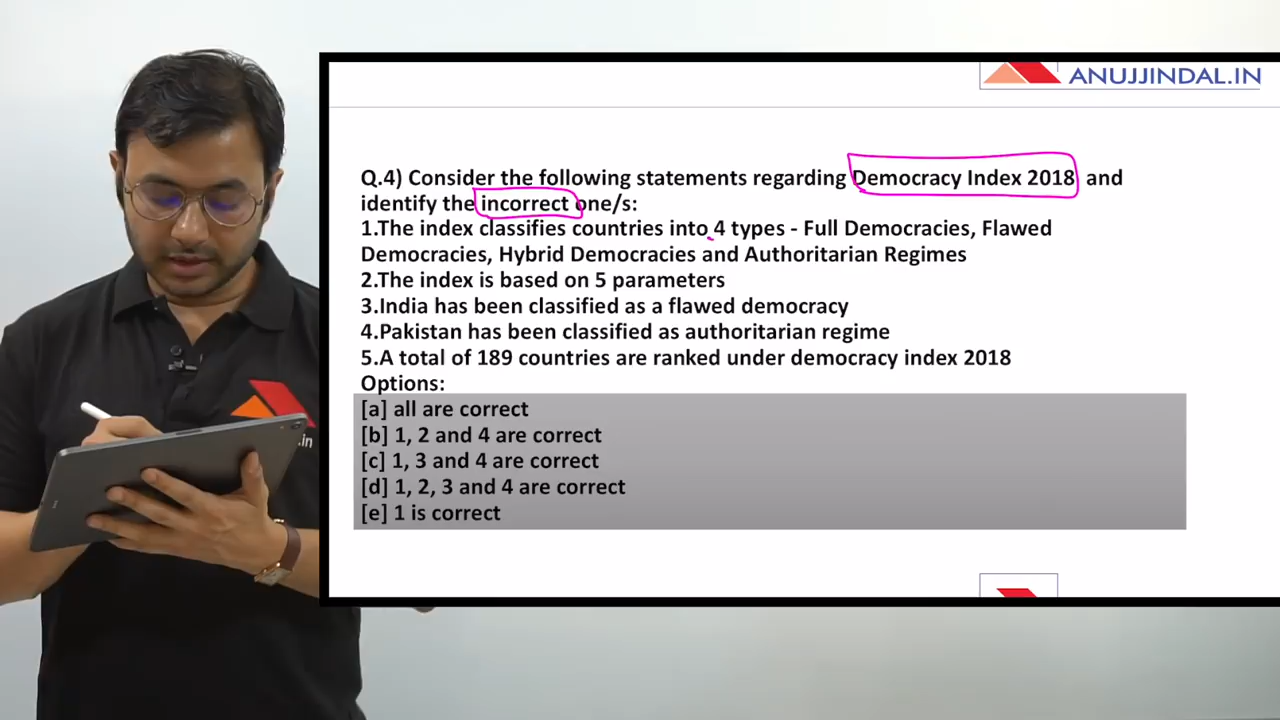 ANUJJINDAL.IN
Q.4) Consider the following statements regarding Democracy Index 2018 and
identify the incorrect one/s:
1.The index classifies countries into 4 types - Full Democracies, Flawed
Democracies, Hybrid Democracies and Authoritarian Regimes
2.The index is based on 5 parameters
3.India has been classified as a flawed democracy
4.Pakistan has been classified as authoritarian regime
5.A total of 189 countries are ranked under democracy index 2018
Options:
[a] all are correct
[b] 1, 2 and 4 are correct
[c] 1, 3 and 4 are correct
[d] 1, 2, 3 and 4 are correct
[e] 1 is correct
.in